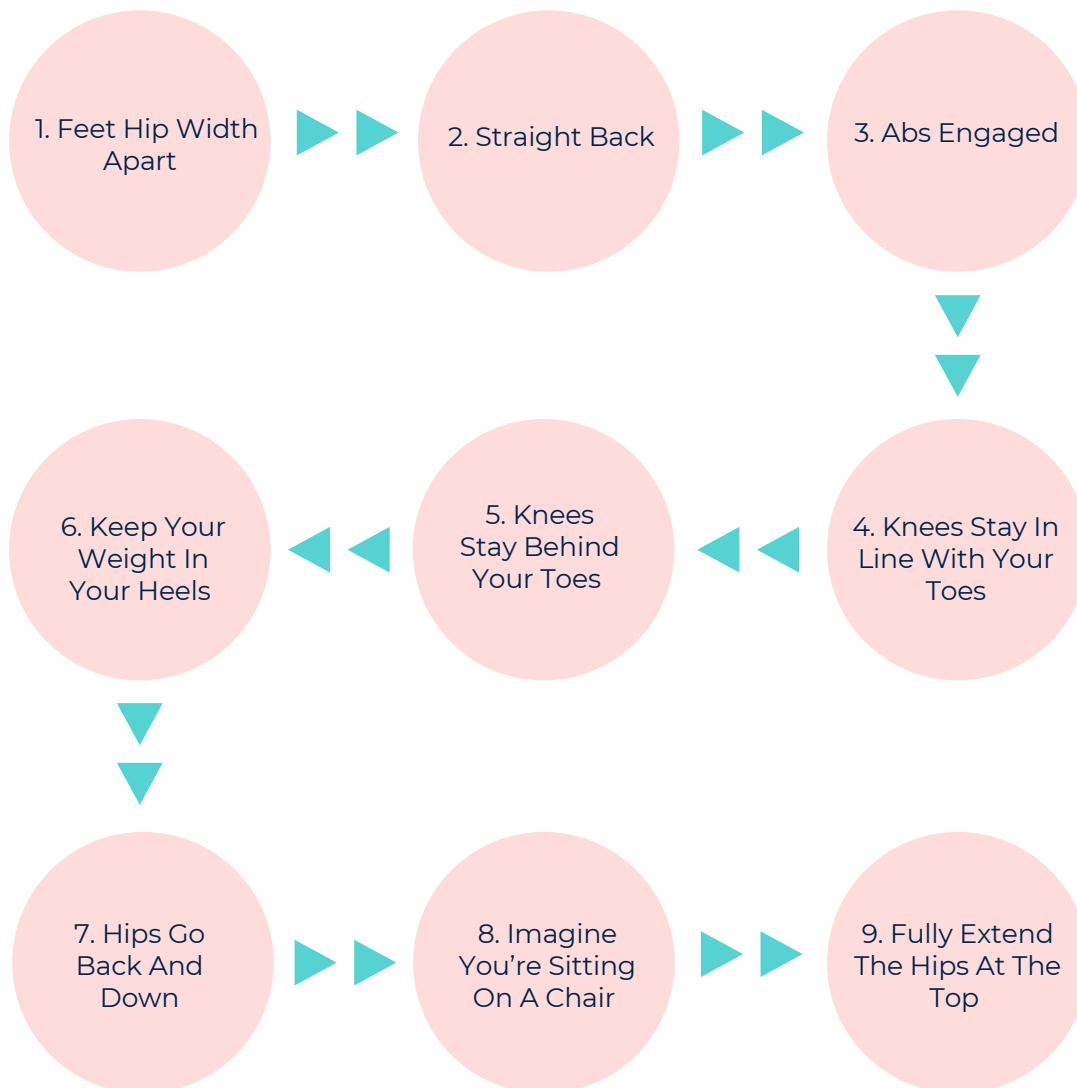 1. Feet Hip Width
Apart
2. Straight Back
3. Abs Engaged
4. Knees Stay In
Line With Your
Toes
5. Knees
Stay Behind
Your Toes
6. Keep Your
Weight In
Your Heels
7. Hips Go
Back And
Down
8. Imagine
You’re Sitting
On A Chair
9. Fully Extend
The Hips At The
Top